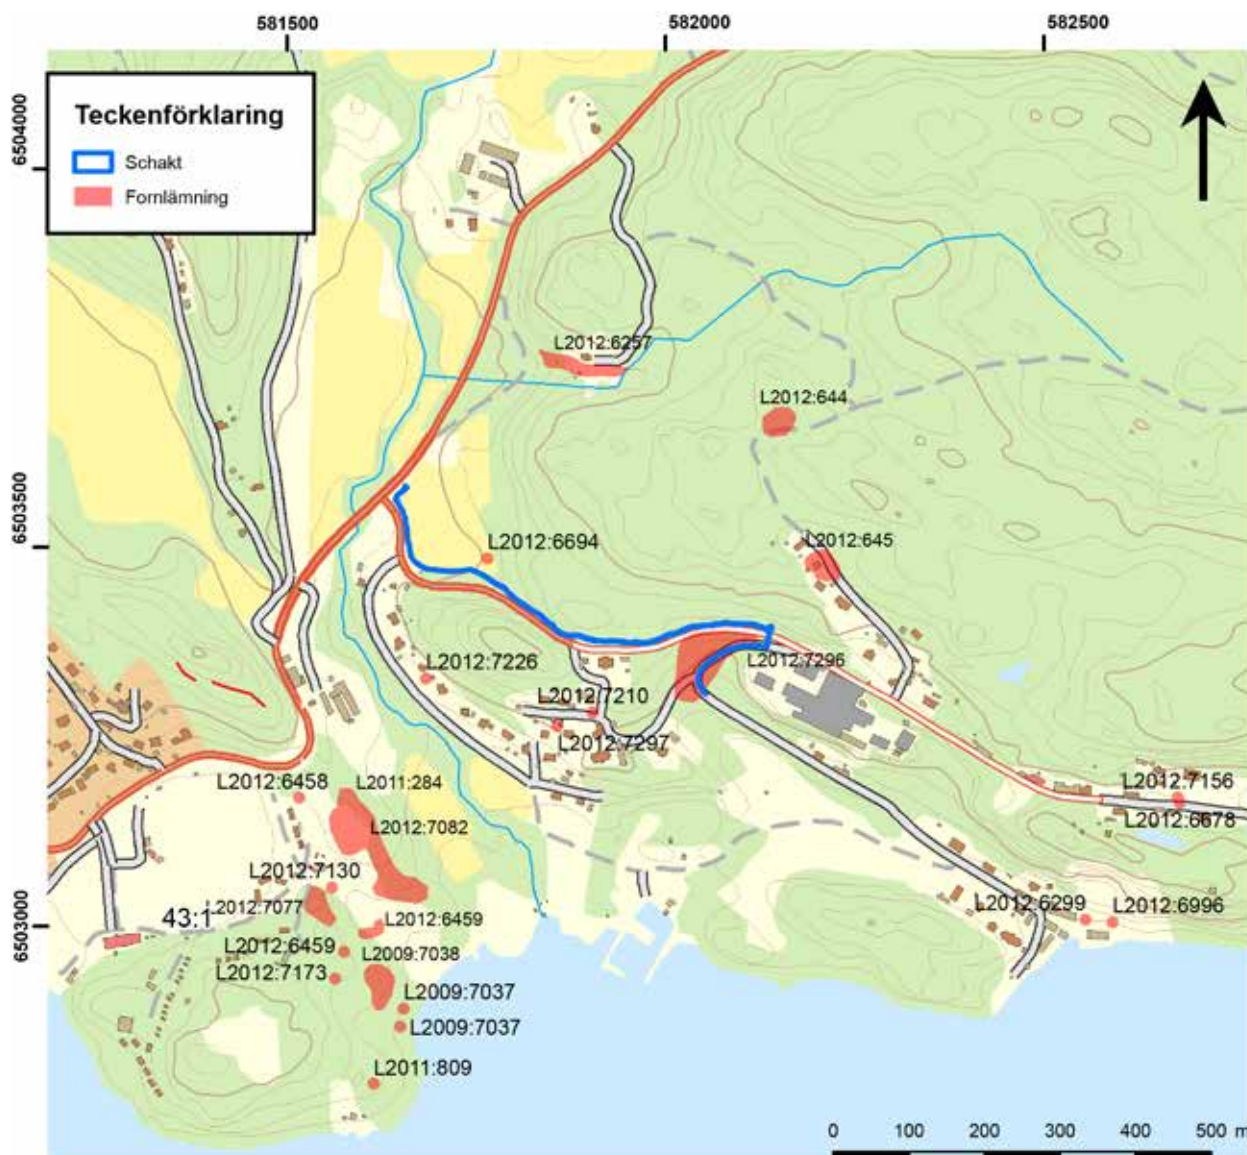 581500
582000
582500
6504000
6503500
6503000
Teckenförklaring
Schakt
Fornlämning
L2012:6257
L2012:644
L2012:6694
L2012:645
L2012:7226
L2012:7296
L2012:7210
L2012:7297
L2012:6458
L2011:284
L2012:7156
L2012:7082
L2012:6678
L2012:7130
L2012:7077
43:1
L2012:6459
L2012:6299
L2012:6996
L2012:6459
L2009:7038
L2012:7173
L2009:7037
L2009:7037
L2011:809
0 100 200 300 400 500 m